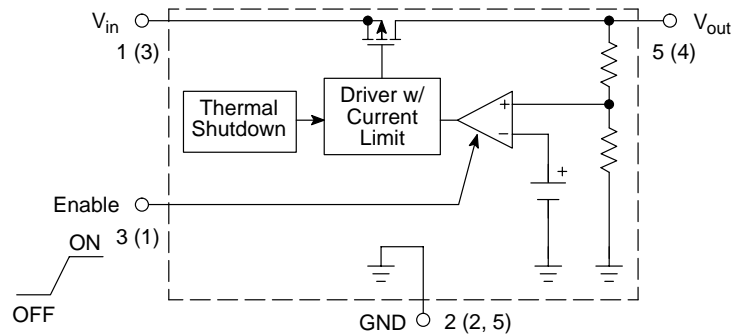 Vin
1 (3)
Vout
5 (4)
Thermal
Shutdown
Driver w/
Current
Limit
+
−
+
Enable
3 (1)
ON
OFF
GND
2 (2, 5)